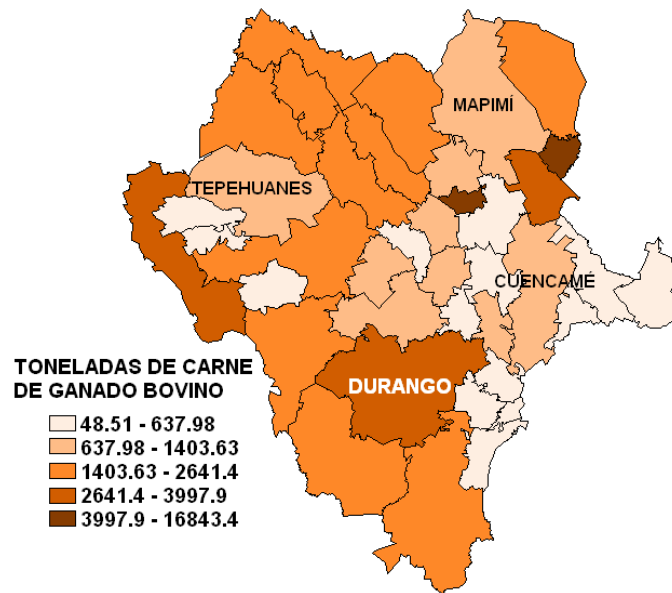 MAPIMÍ
TEPEHUANES
CUENCAMÉ
DURANGO
TONELADAS DE CARNE
DE GANADO BOVINO
48.51 - 637.98
637.98 - 1403.63
1403.63 - 2641.4
2641.4 - 3997.9
3997.9 - 16843.4